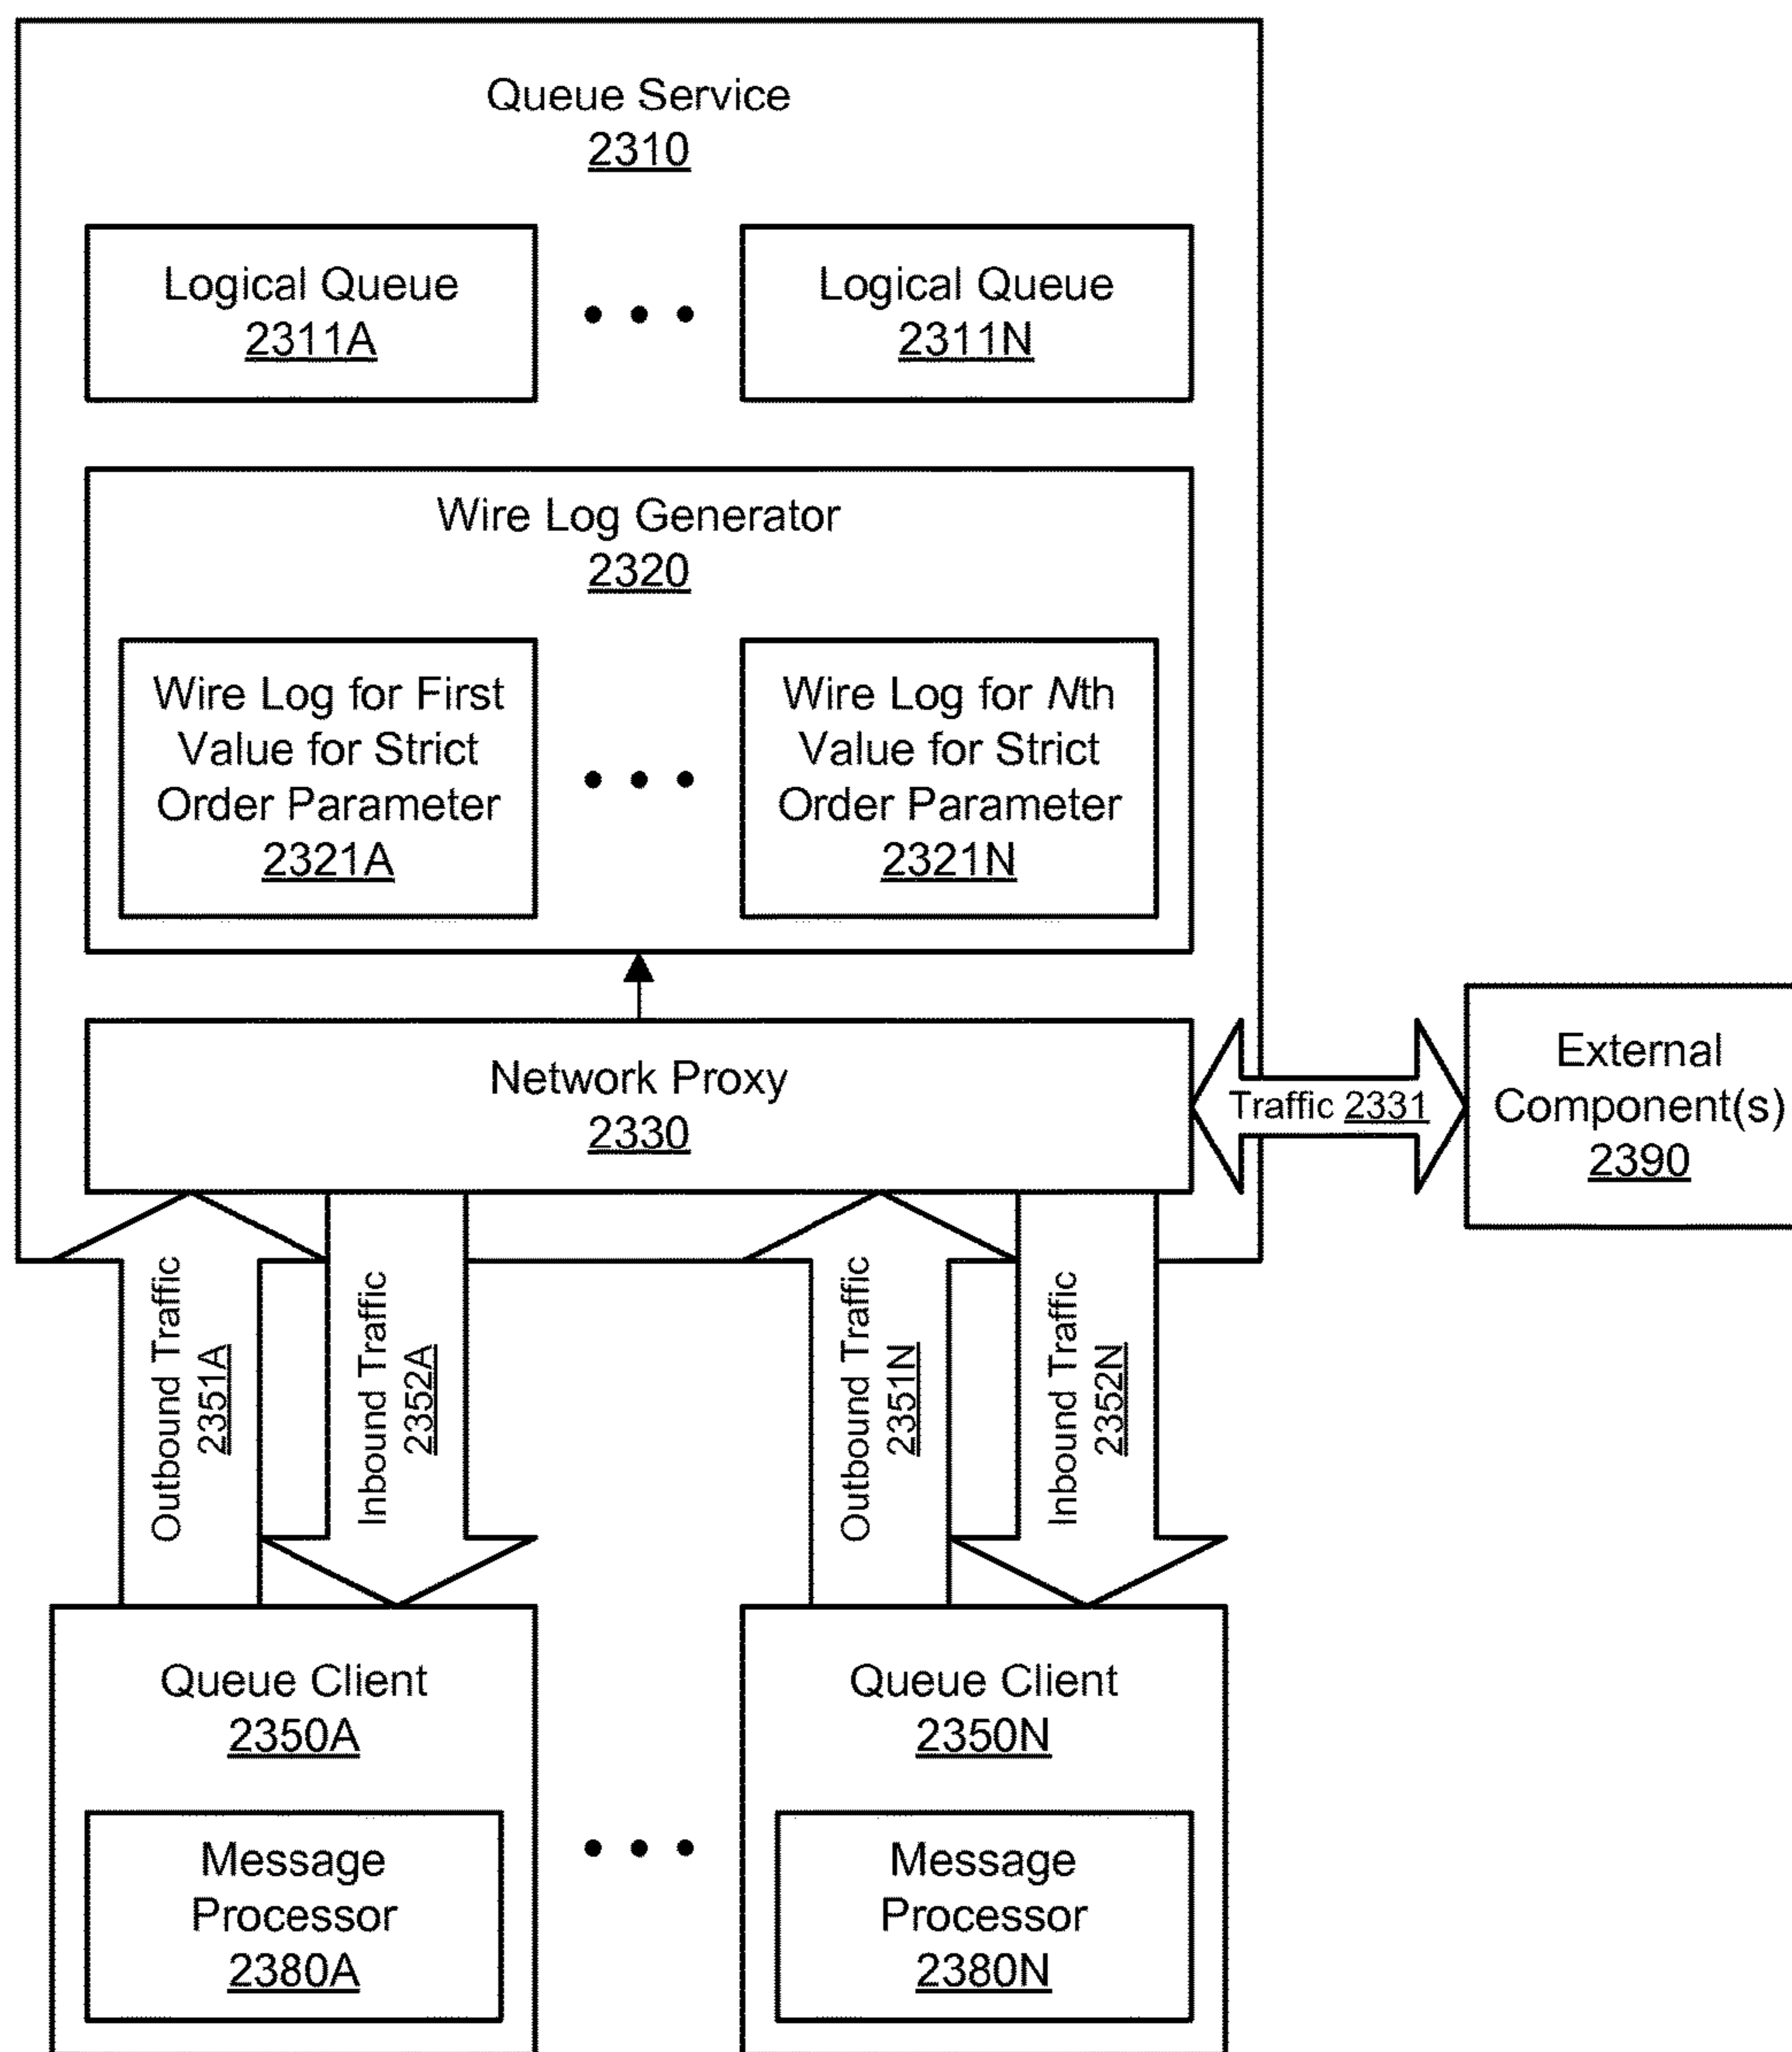 Queue Service
2310
Logical Queue
2311A
Logical Queue
2311N
Wire Log Generator
2320
Wire Log for First
Value for Strict
Order Parameter
2321A
Wire Log for Nth
Value for Strict
Order Parameter
2321N
Network Proxy
2330
Traffic 2331
External
Component(s)
2390
Outbound Traffic
2351A
Inbound Traffic
2352A
Outbound Traffic
2351N
Inbound Traffic
2352N
Queue Client
2350A
Message
Processor
2380A
Queue Client
2350N
Message
Processor
2380N